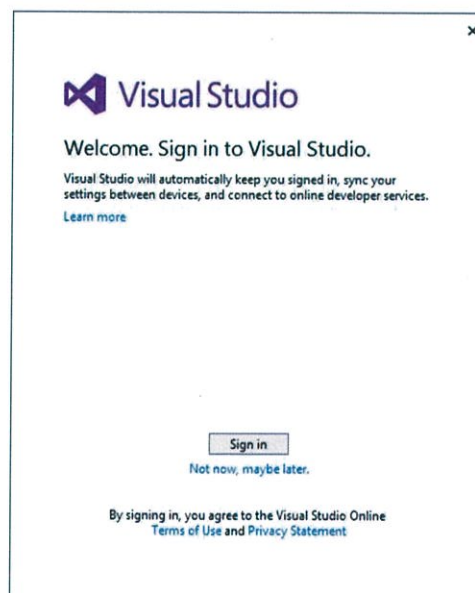 Visual Studio
Welcome. Sign in to Visual Studio.
Visual Studio will automatically keep you signed in, sync your
settings between devices, and connect to online developer services.
Learn more
Sign in
Not now, maybe later.
By signing in, you agree to the Visual Studio Online
Terms of Use and Privacy Statement